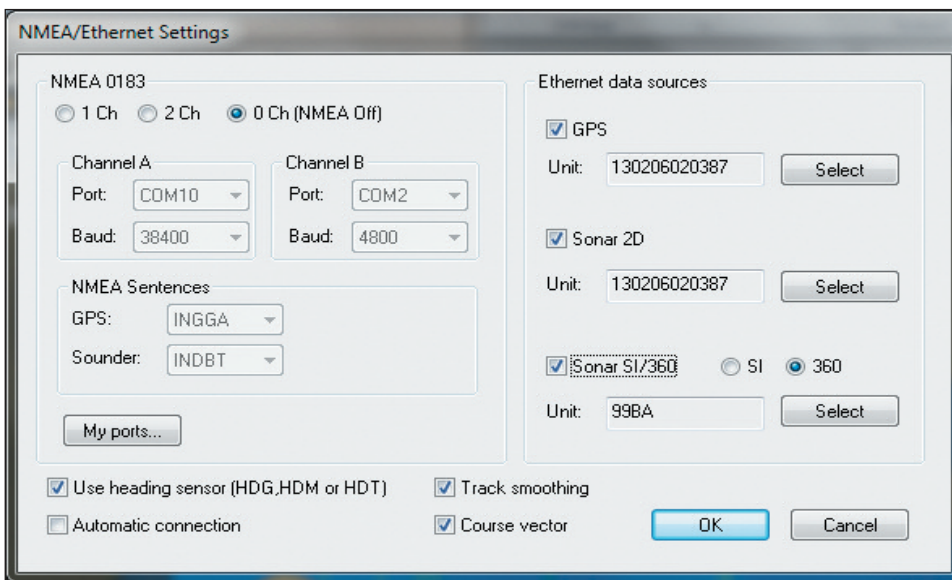 NMEA/Ethernet Settings
NMEA 0183
1 Ch 2 Ch 0 Ch (NMEA Off)
Channel A
Port: COM10
Baud: 38400
Channel B
Port: COM2
Baud: 4800
NMEA Sentences
GPS: INGGA
Sounder: INDBT
My ports...
Ethernet data sources
GPS
Unit: 130206020387 Select
Sonar 2D
Unit: 130206020387 Select
Sonar SI/360 SI 360
Unit: 99BA Select
Use heading sensor (HDG,HDM or HDT)
Track smoothing
Automatic connection
Course vector
OK Cancel